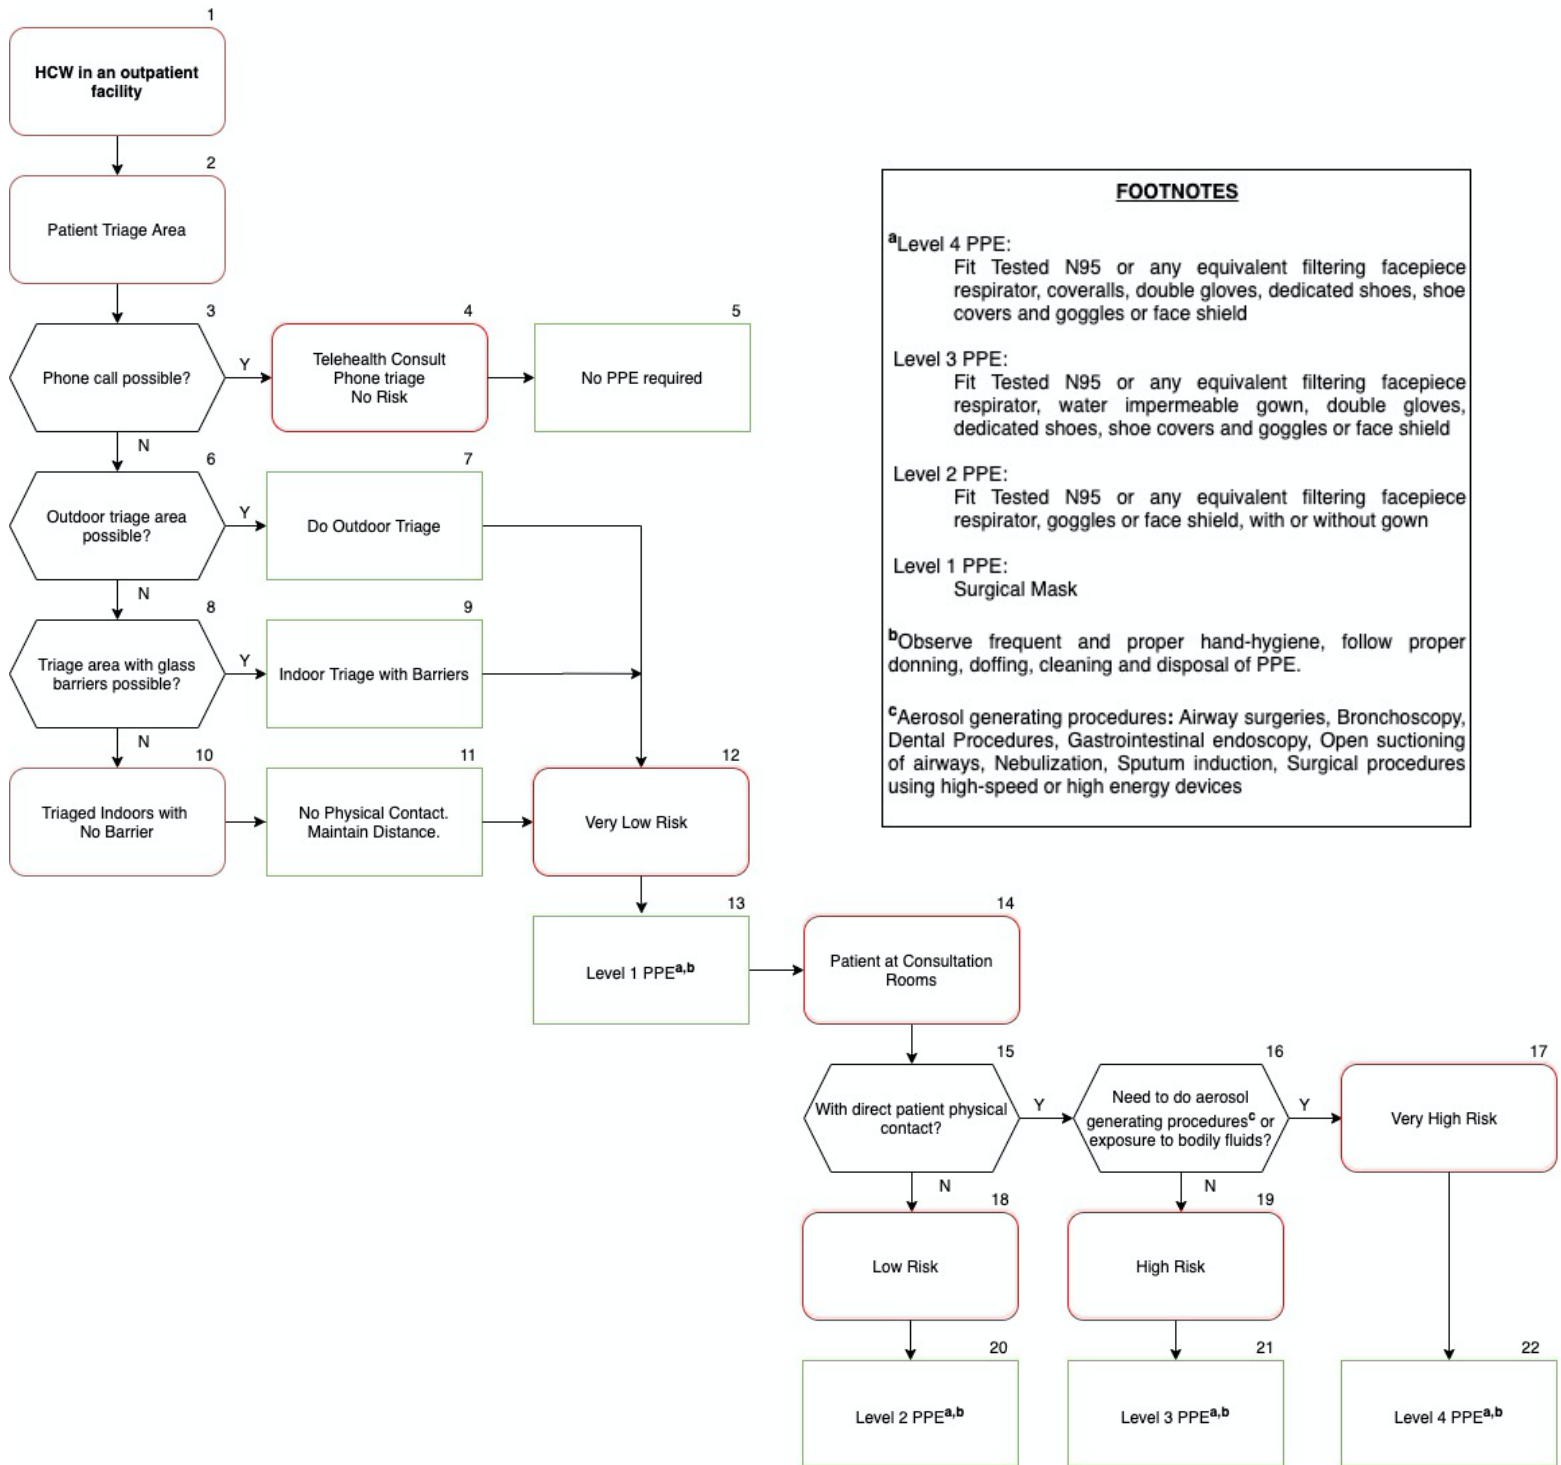 1
HCW in an outpatient
facility
2
Patient Triage Area
3
Phone call possible?
Y
4
Telehealth Consult
Phone triage
No Risk
5
No PPE required
N
6
Outdoor triage area
possible?
Y
7
Do Outdoor Triage
N
8
Triage area with glass
barriers possible?
Y
9
Indoor Triage with Barriers
N
10
Triaged Indoors with
No Barrier
11
No Physical Contact.
Maintain Distance.
12
Very Low Risk
13
Level 1 PPEa,b
14
Patient at Consultation
Rooms
15
With direct patient physical
contact?
Y
16
Need to do aerosol
generating proceduresc or
exposure to bodily fluids?
Y
17
Very High Risk
N
18
Low Risk
N
19
High Risk
20
Level 2 PPEa,b
21
Level 3 PPEa,b
22
Level 4 PPEa,b
FOOTNOTES
aLevel 4 PPE:
Fit Tested N95 or any equivalent filtering facepiece
respirator, coveralls, double gloves, dedicated shoes, shoe
covers and goggles or face shield
Level 3 PPE:
Fit Tested N95 or any equivalent filtering facepiece
respirator, water impermeable gown, double gloves,
dedicated shoes, shoe covers and goggles or face shield
Level 2 PPE:
Fit Tested N95 or any equivalent filtering facepiece
respirator, goggles or face shield, with or without gown
Level 1 PPE:
Surgical Mask
bObserve frequent and proper hand-hygiene, follow proper
donning, doffing, cleaning and disposal of PPE.
cAerosol generating procedures: Airway surgeries, Bronchoscopy,
Dental Procedures, Gastrointestinal endoscopy, Open suctioning
of airways, Nebulization, Sputum induction, Surgical procedures
using high-speed or high energy devices